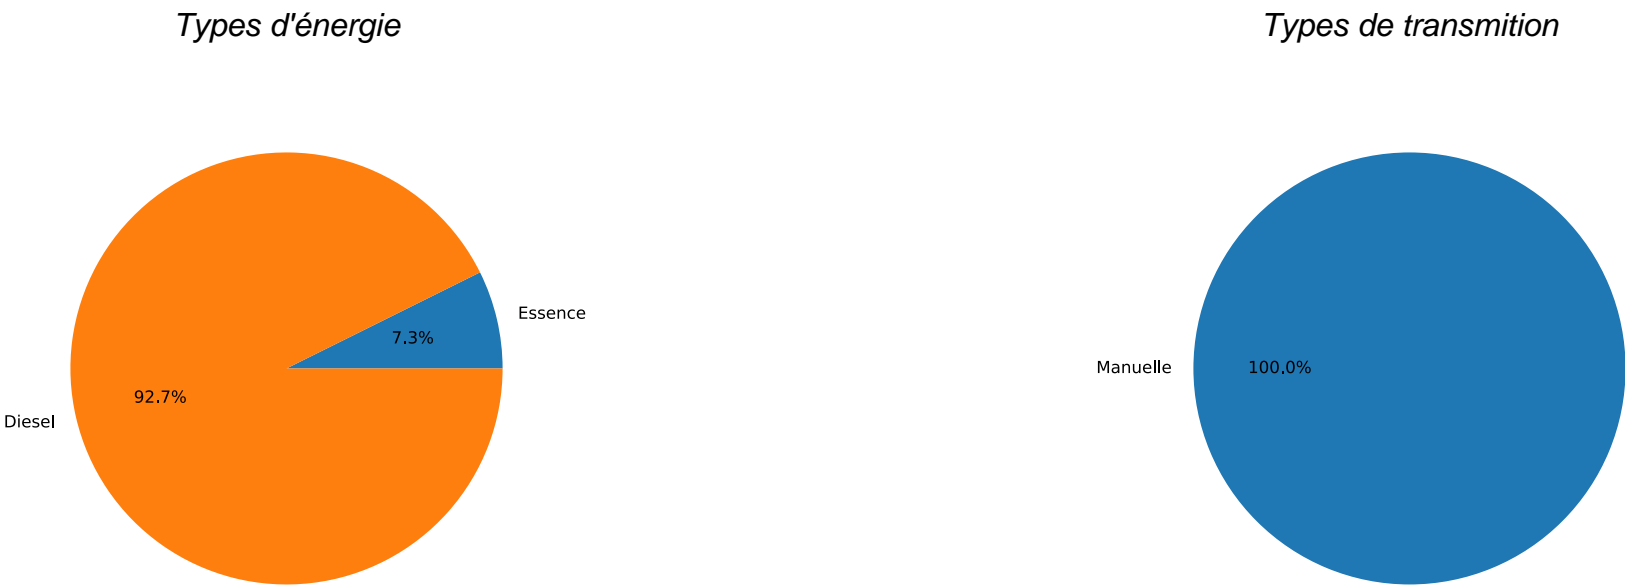 Types d'énergie
Essence
7.3%
92.7%
Diesel
Types de transmition
Manuelle
100.0%